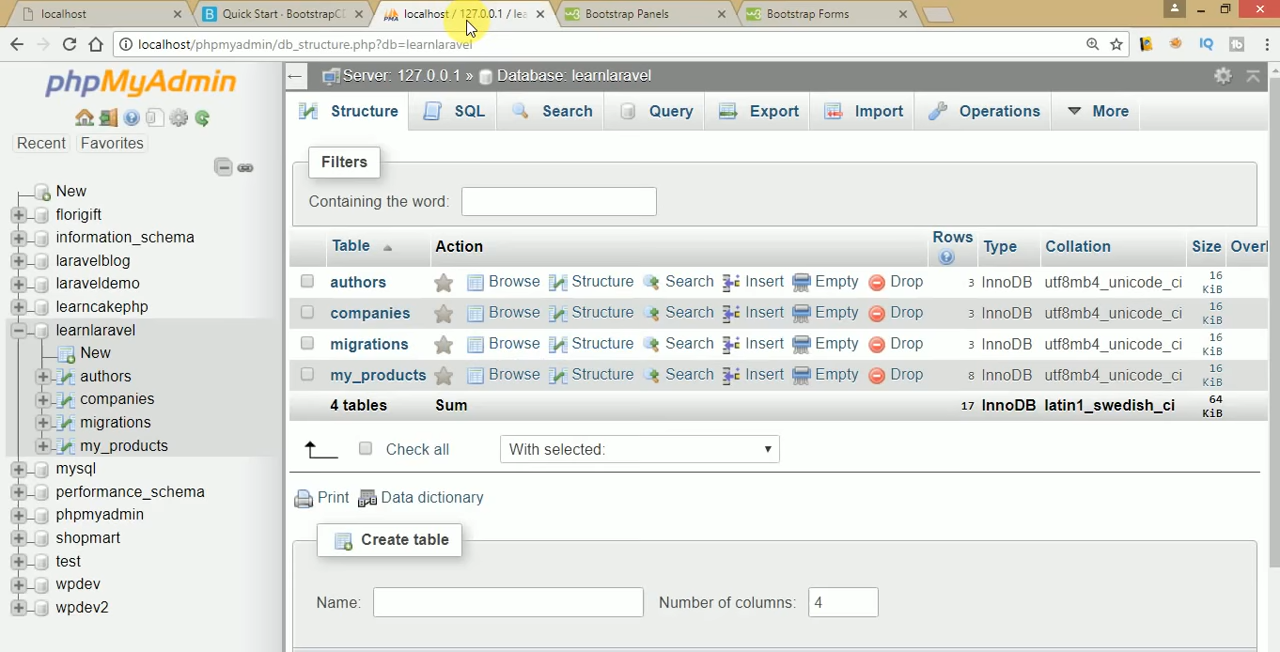 localhost
Quick Start · BootstrapCD
localhost / 127.0.0.1 / lea
Bootstrap Panels
Bootstrap Forms
localhost/phpmyadmin/db_structure.php?db=learnlaravel
phpMyAdmin
Recent
Favorites
New
florigift
information_schema
laravelblog
laraveldemo
learncakephp
learnlaravel
New
authors
companies
migrations
my_products
mysql
performance_schema
phpmyadmin
shopmart
test
wpdev
wpdev2
Server: 127.0.0.1 » Database: learnlaravel
Structure SQL Search Query Export Import Operations More
Filters
Containing the word:
Table Action Rows Type Collation Size Overh
authors Browse Structure Search Insert Empty Drop 3 InnoDB utf8mb4_unicode_ci 16 KiB
companies Browse Structure Search Insert Empty Drop 3 InnoDB utf8mb4_unicode_ci 16 KiB
migrations Browse Structure Search Insert Empty Drop 3 InnoDB utf8mb4_unicode_ci 16 KiB
my_products Browse Structure Search Insert Empty Drop 8 InnoDB utf8mb4_unicode_ci 16 KiB
4 tables Sum 17 InnoDB latin1_swedish_ci 64 KiB
Check all With selected:
Print Data dictionary
Create table
Name: Number of columns: 4